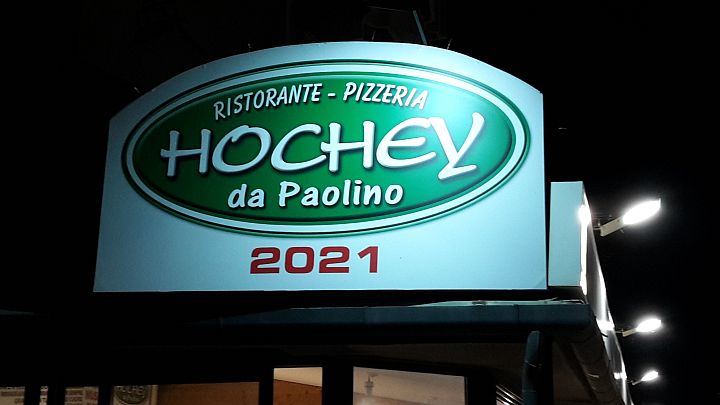 RISTORANTE - PIZZERIA
HOCHEY
da Paolino
2021